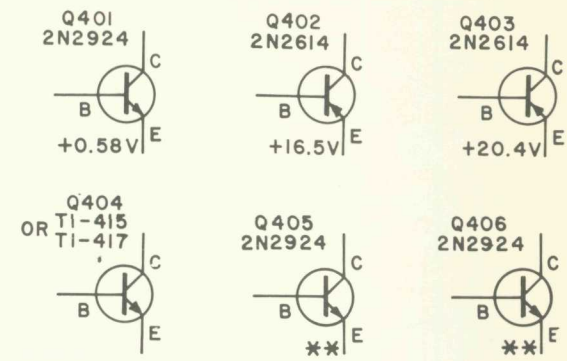 Q401
2N2924
C
B
E
+0.58V
Q402
2N2614
C
B
E
+16.5V
Q403
2N2614
C
B
E
+20.4V
Q404
OR TI-415
TI-417
C
B
E
Q405
2N2924
C
B
E
**
Q406
2N2924
C
B
E
**